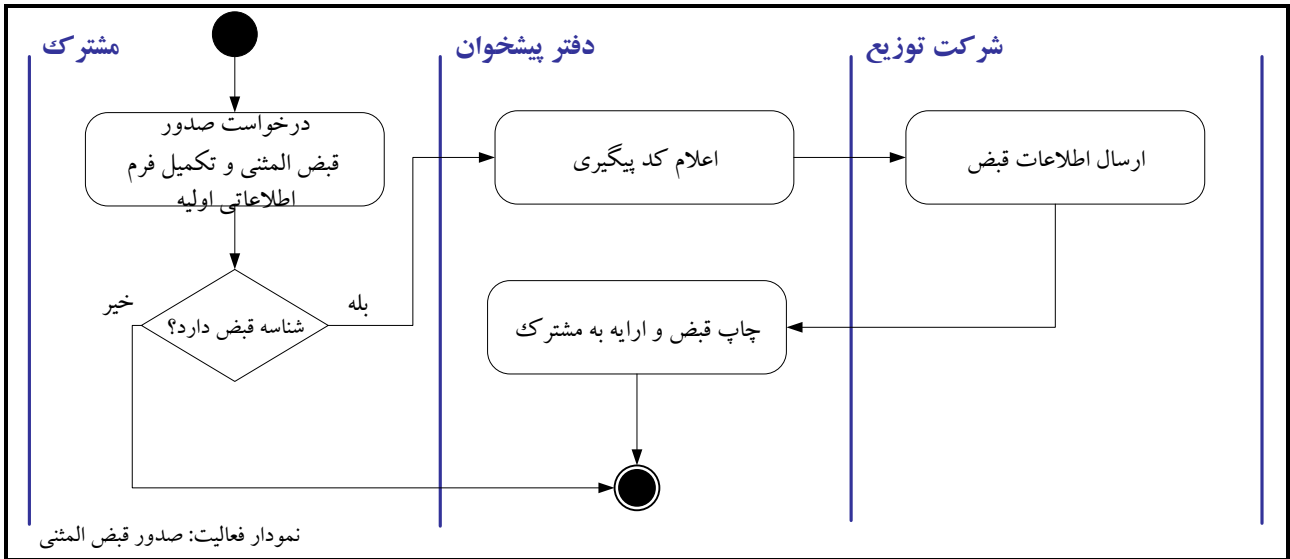 مشترک
دفتر پیشخوان
شرکت توزیع
درخواست صدور
قبض المثنی و تکمیل فرم
اطلاعاتی اولیه
اعلام کد پیگیری
ارسال اطلاعات قبض
شناسه قبض دارد؟
خیر
بله
چاپ قبض و ارایه به مشترک
نمودار فعالیت: صدور قبض المثنی